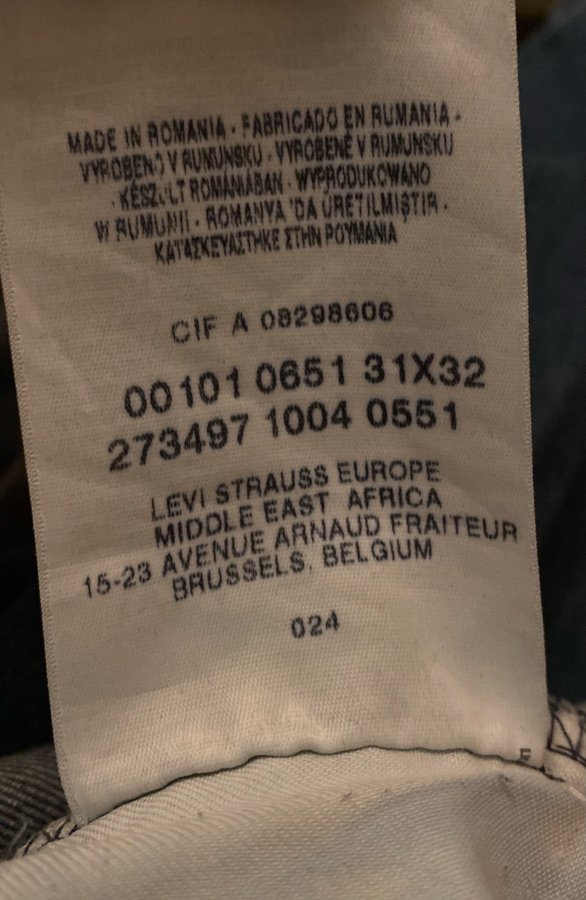 MADE IN ROMANIA · FABRICADO EN RUMANIA ·
VYROBENO V RUMUNSKU · VYROBENÉ V RUMUNSKU
· KÉSZÜLT ROMÁNIÁBAN · WYPRODUKOWANO
W RUMUNII · ROMANYA 'DA ÜRETILMIŞTIR ·
ΚΑΤΑΣΚΕΥΑΣΤΗΚΕ ΣΤΗΝ ΡΟΥΜΑΝΙΑ
CIF A 08298606
00101 0651 31X32
273497 1004 0551
LEVI STRAUSS EUROPE
MIDDLE EAST AFRICA
15-23 AVENUE ARNAUD FRAITEUR
BRUSSELS, BELGIUM
024